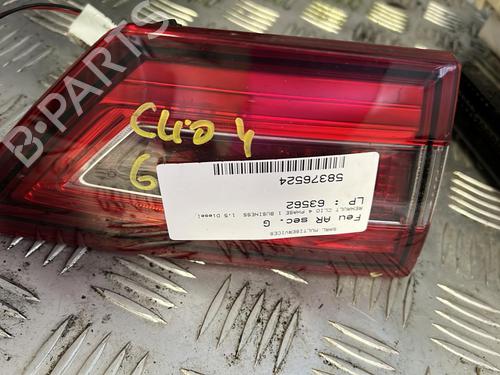 B-PARTS
Clio 4
G
SARL MULTISERVICES
Feu AR sec. G
RENAULT CLIO 4 PHASE 1 BUSINESS 1.5 Diesel
LP : 63562
58376524